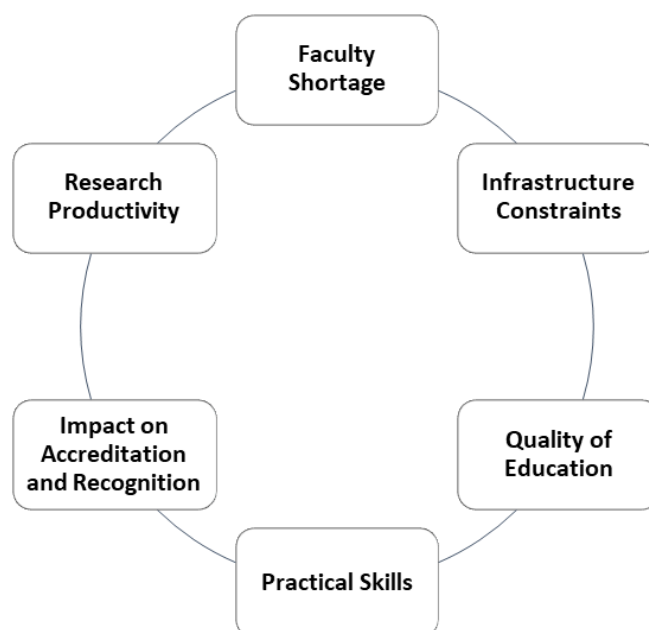 Faculty
Shortage
Infrastructure
Constraints
Quality of
Education
Practical Skills
Impact on
Accreditation
and Recognition
Research
Productivity